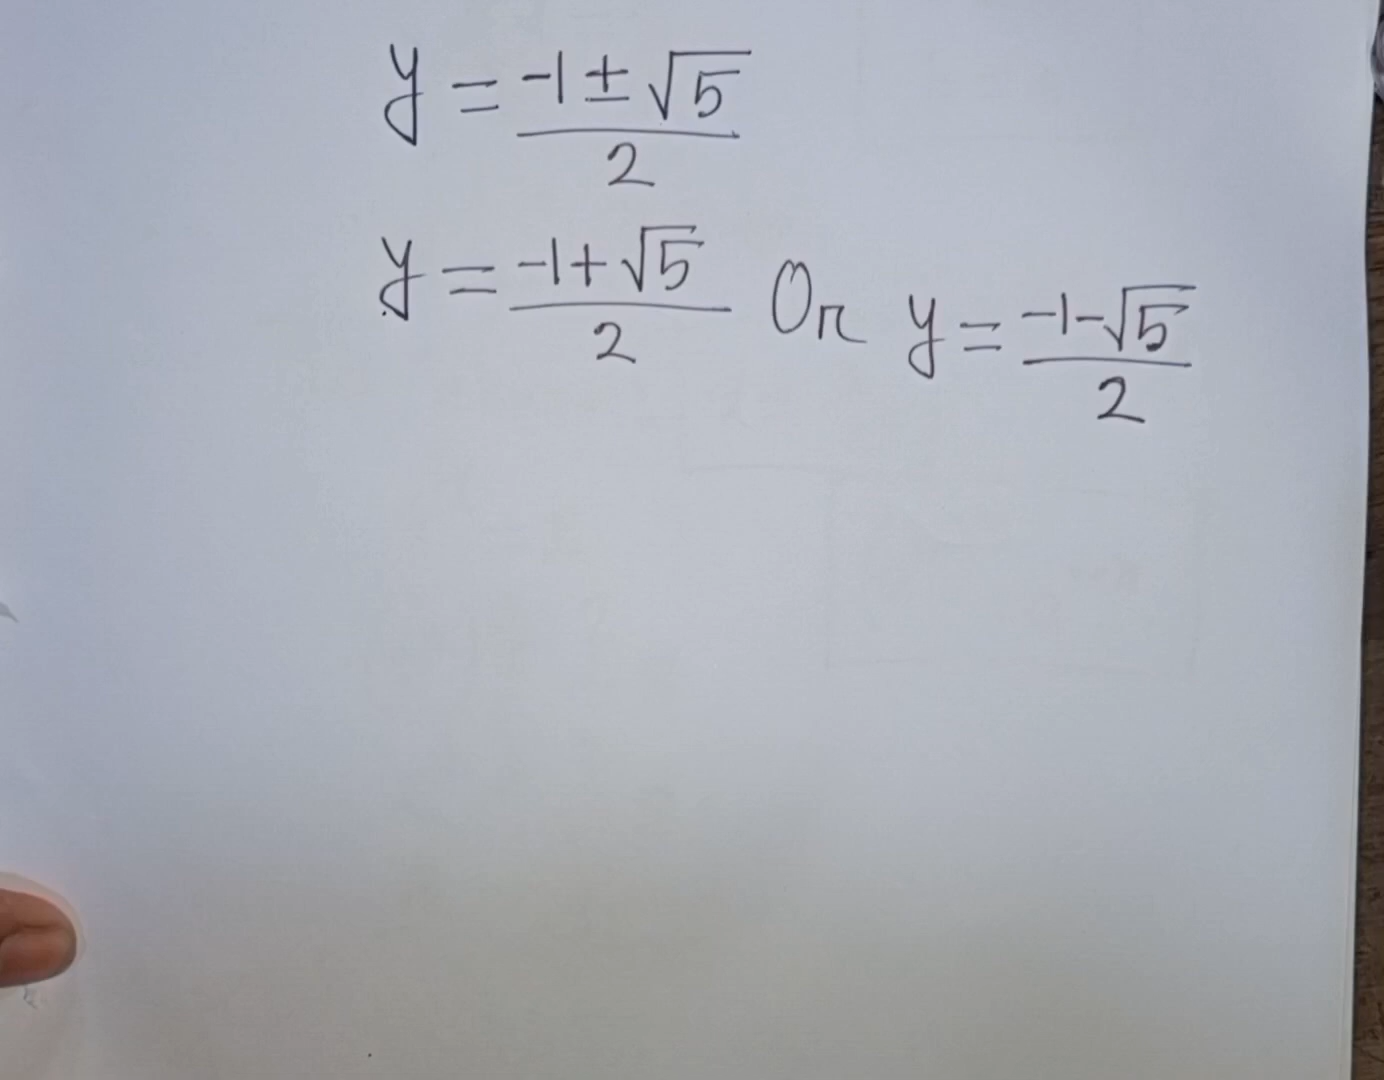 y = (-1 ± √5)/2
y = (-1 + √5)/2 Or y = (-1 - √5)/2